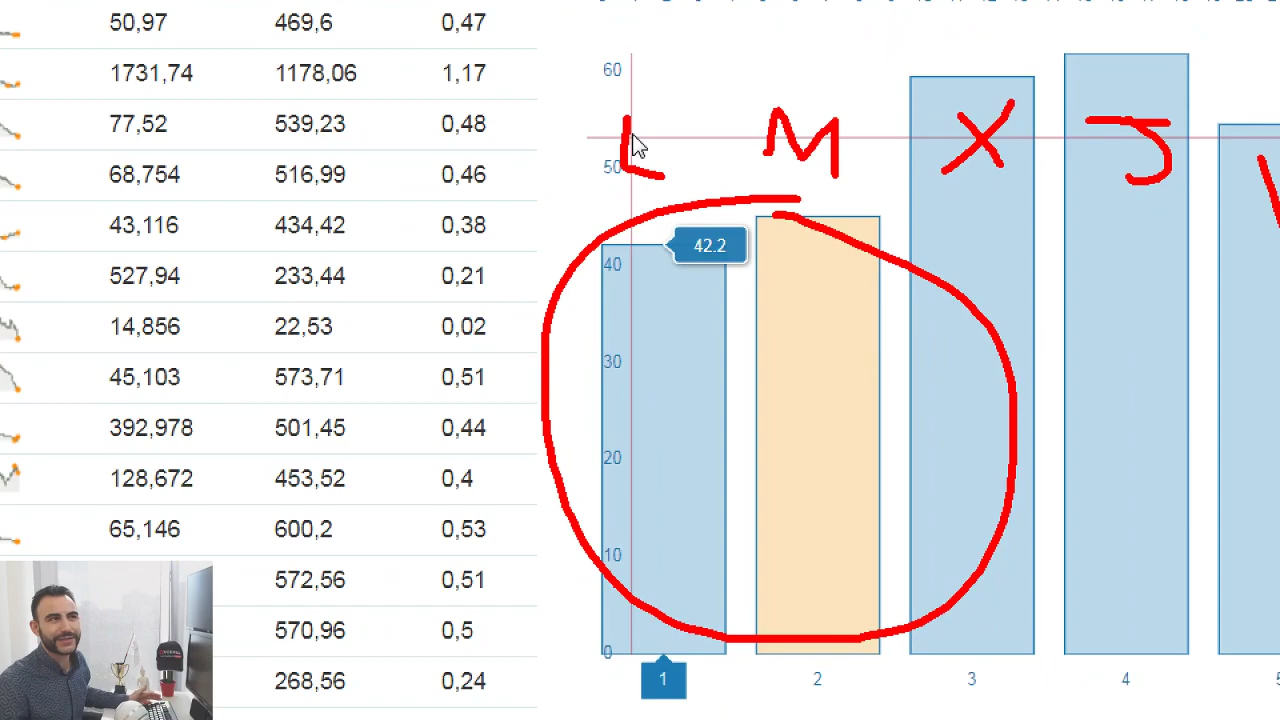 50,97 469,6 0,47
1731,74 1178,06 1,17
77,52 539,23 0,48
68,754 516,99 0,46
43,116 434,42 0,38
527,94 233,44 0,21
14,856 22,53 0,02
45,103 573,71 0,51
392,978 501,45 0,44
128,672 453,52 0,4
65,146 600,2 0,53
572,56 0,51
570,96 0,5
268,56 0,24
60
50
40
30
20
10
0
L M X J
42.2
1 2 3 4